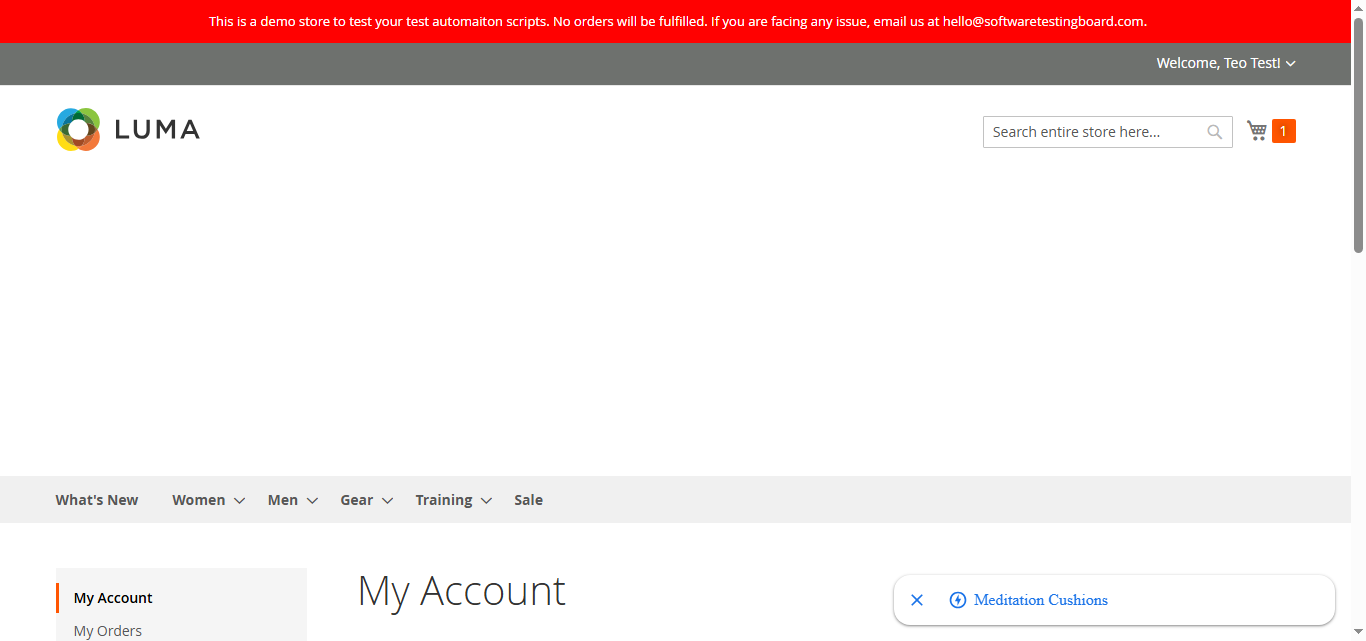 This is a demo store to test your test automaiton scripts. No orders will be fulfilled. If you are facing any issue, email us at hello@softwaretestingboard.com.
Welcome, Teo Test!
LUMA
Search entire store here...
1
What's New Women Men Gear Training Sale
My Account
My Account
Meditation Cushions
My Orders